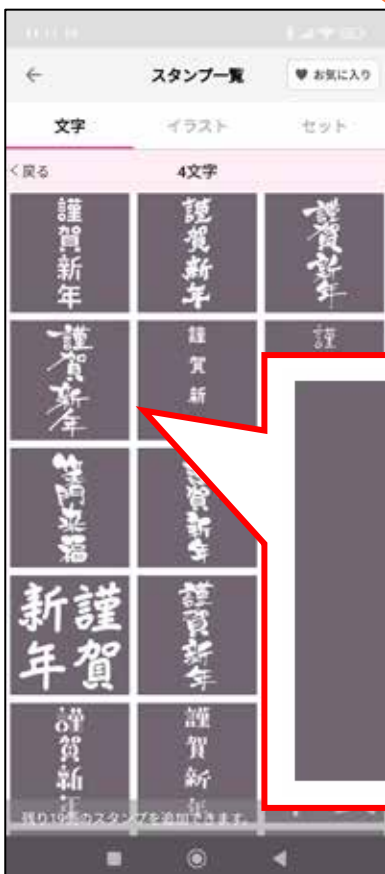 スタンプ一覧
♥ お気に入り
文字
イラスト
セット
<戻る
4文字
謹賀新年
謹賀新年
謹賀新年
謹賀新年
謹賀新
謹
笑門来福
賀新年
謹賀
新年
謹賀新年
謹賀新
謹賀新年
残り19個のスタンプを追加できます。